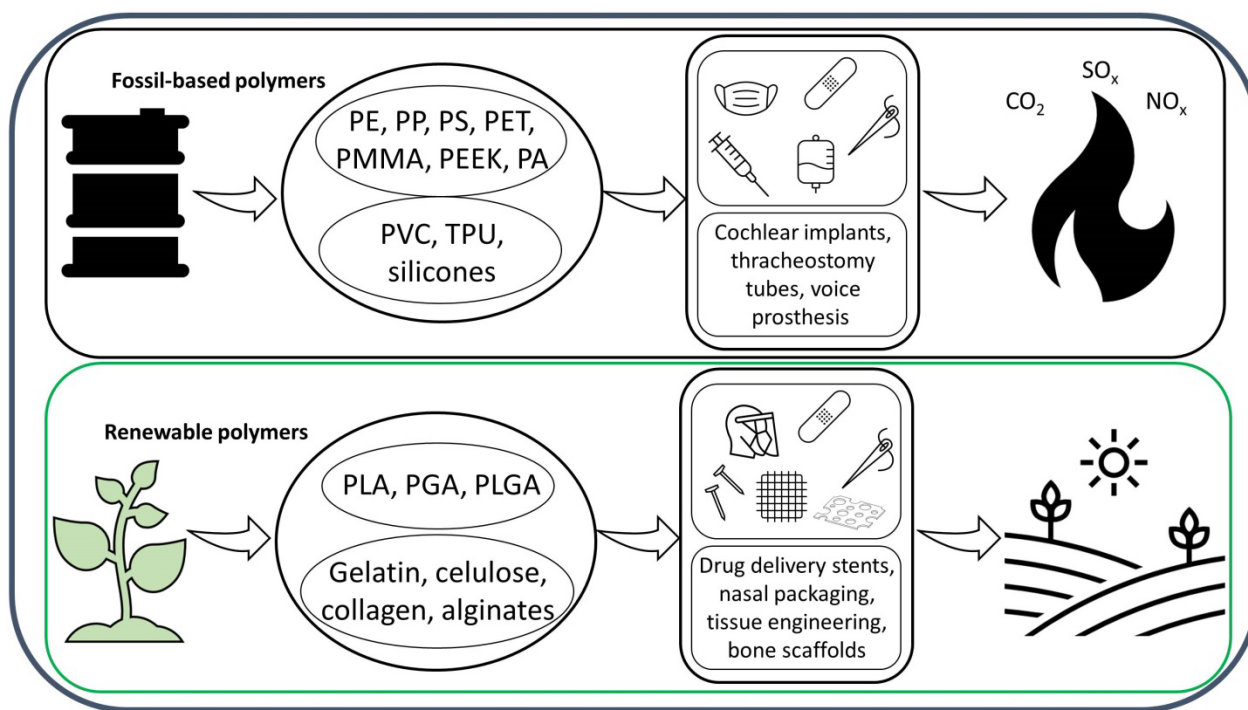 Fossil-based polymers
PE, PP, PS, PET,
PMMA, PEEK, PA
PVC, TPU,
silicones
Cochlear implants,
thracheostomy
tubes, voice
prosthesis
CO₂
SOₓ
NOₓ
Renewable polymers
PLA, PGA, PLGA
Gelatin, celulose,
collagen, alginates
Drug delivery stents,
nasal packaging,
tissue engineering,
bone scaffolds